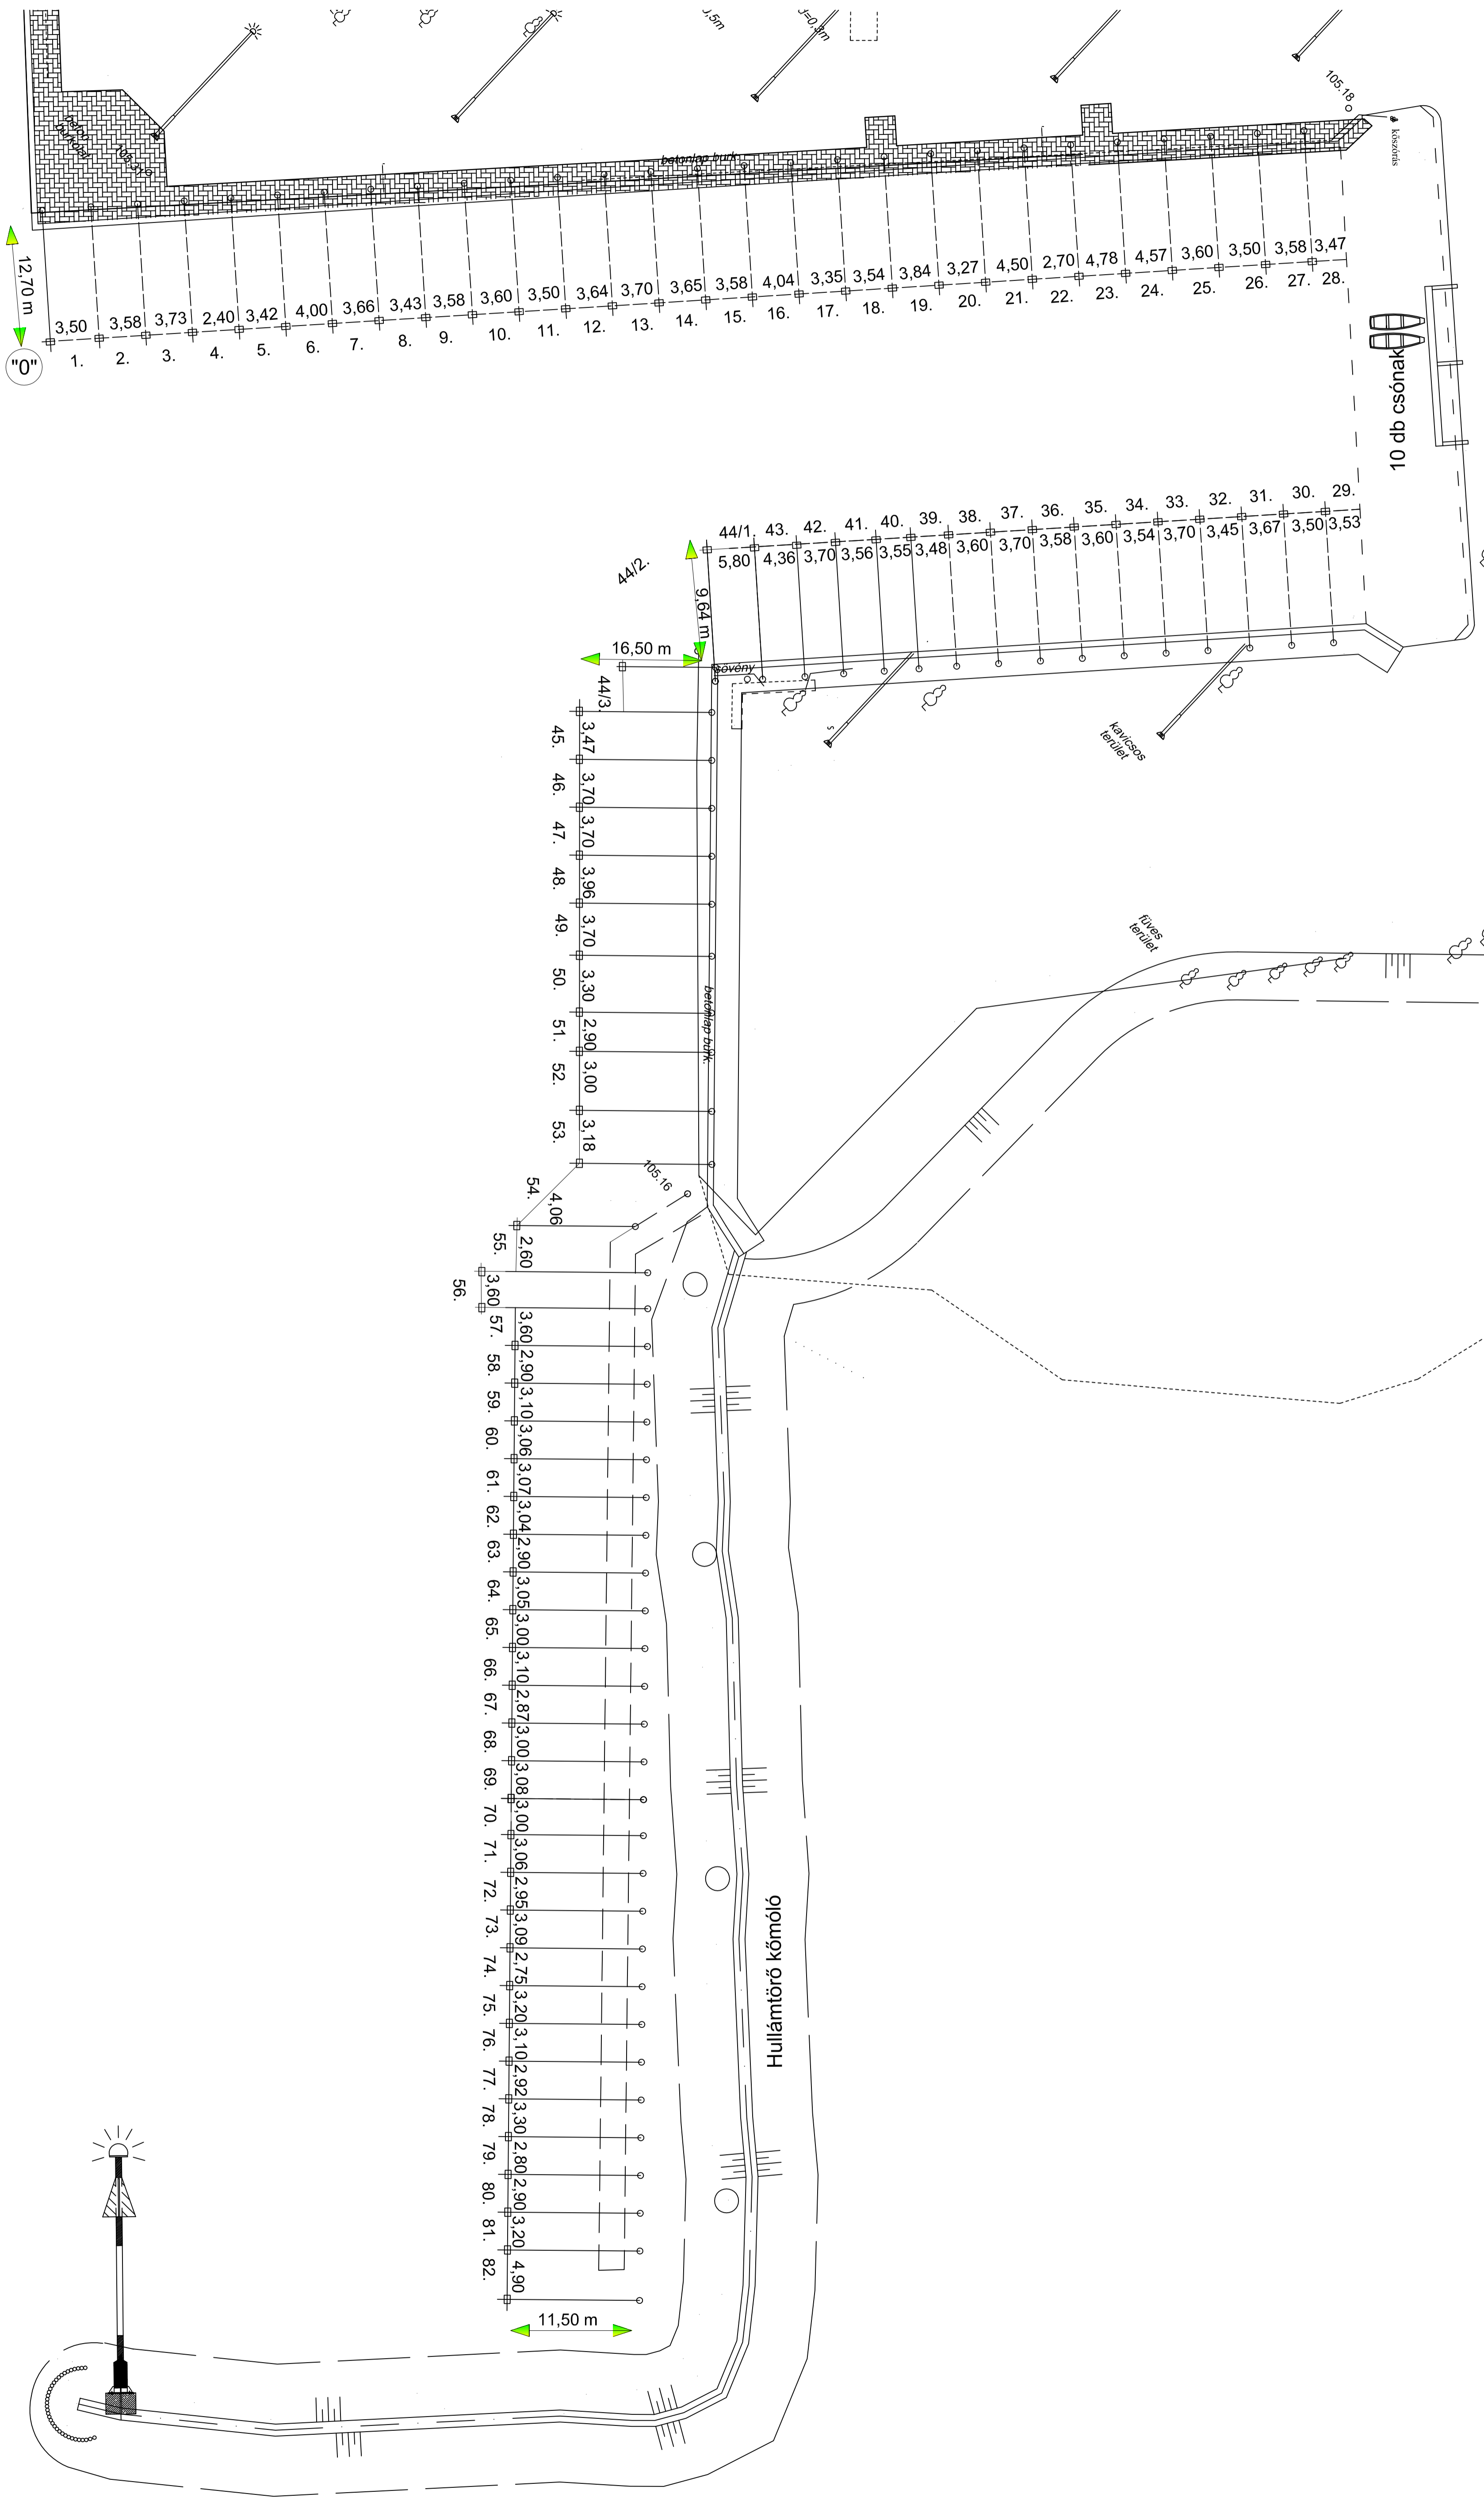 0,5m
d=0,3m
105.18
kőszórás
beton
burkolat
105.31
betonlap burk.
12,70 m
"0"
3,50 3,58 3,73 2,40 3,42 4,00 3,66 3,43 3,58 3,60 3,50 3,64 3,70 3,65 3,58 4,04 3,35 3,54 3,84 3,27 4,50 2,70 4,78 4,57 3,60 3,50 3,58 3,47
1. 2. 3. 4. 5. 6. 7. 8. 9. 10. 11. 12. 13. 14. 15. 16. 17. 18. 19. 20. 21. 22. 23. 24. 25. 26. 27. 28.
10 db csónak
44/2.
44/1. 43. 42. 41. 40. 39. 38. 37. 36. 35. 34. 33. 32. 31. 30. 29.
5,80 4,36 3,70 3,56 3,55 3,48 3,60 3,70 3,58 3,60 3,54 3,70 3,45 3,67 3,50 3,53
9,64 m
16,50 m
sövény
44/3.
s
kavicsos
terület
45. 3,47
46. 3,70
47. 3,70
48. 3,96
49. 3,70
50. 3,30
51. 2,90
52. 3,00
53. 3,18
betonlap burk.
füves
terület
105.16
54. 4,06
55. 2,60
56. 3,60
57. 3,60
58. 2,90
59. 3,10
60. 3,06
61. 3,07
62. 3,04
63. 2,90
64. 3,05
65. 3,00
66. 3,10
67. 2,87
68. 3,00
69. 3,08
70. 3,00
71. 3,06
72. 2,95
73. 3,09
74. 2,75
75. 3,20
76. 3,10
77. 2,92
78. 3,30
79. 2,80
80. 2,90
81. 3,20
82. 4,90
Hullámtörő kőmóló
11,50 m